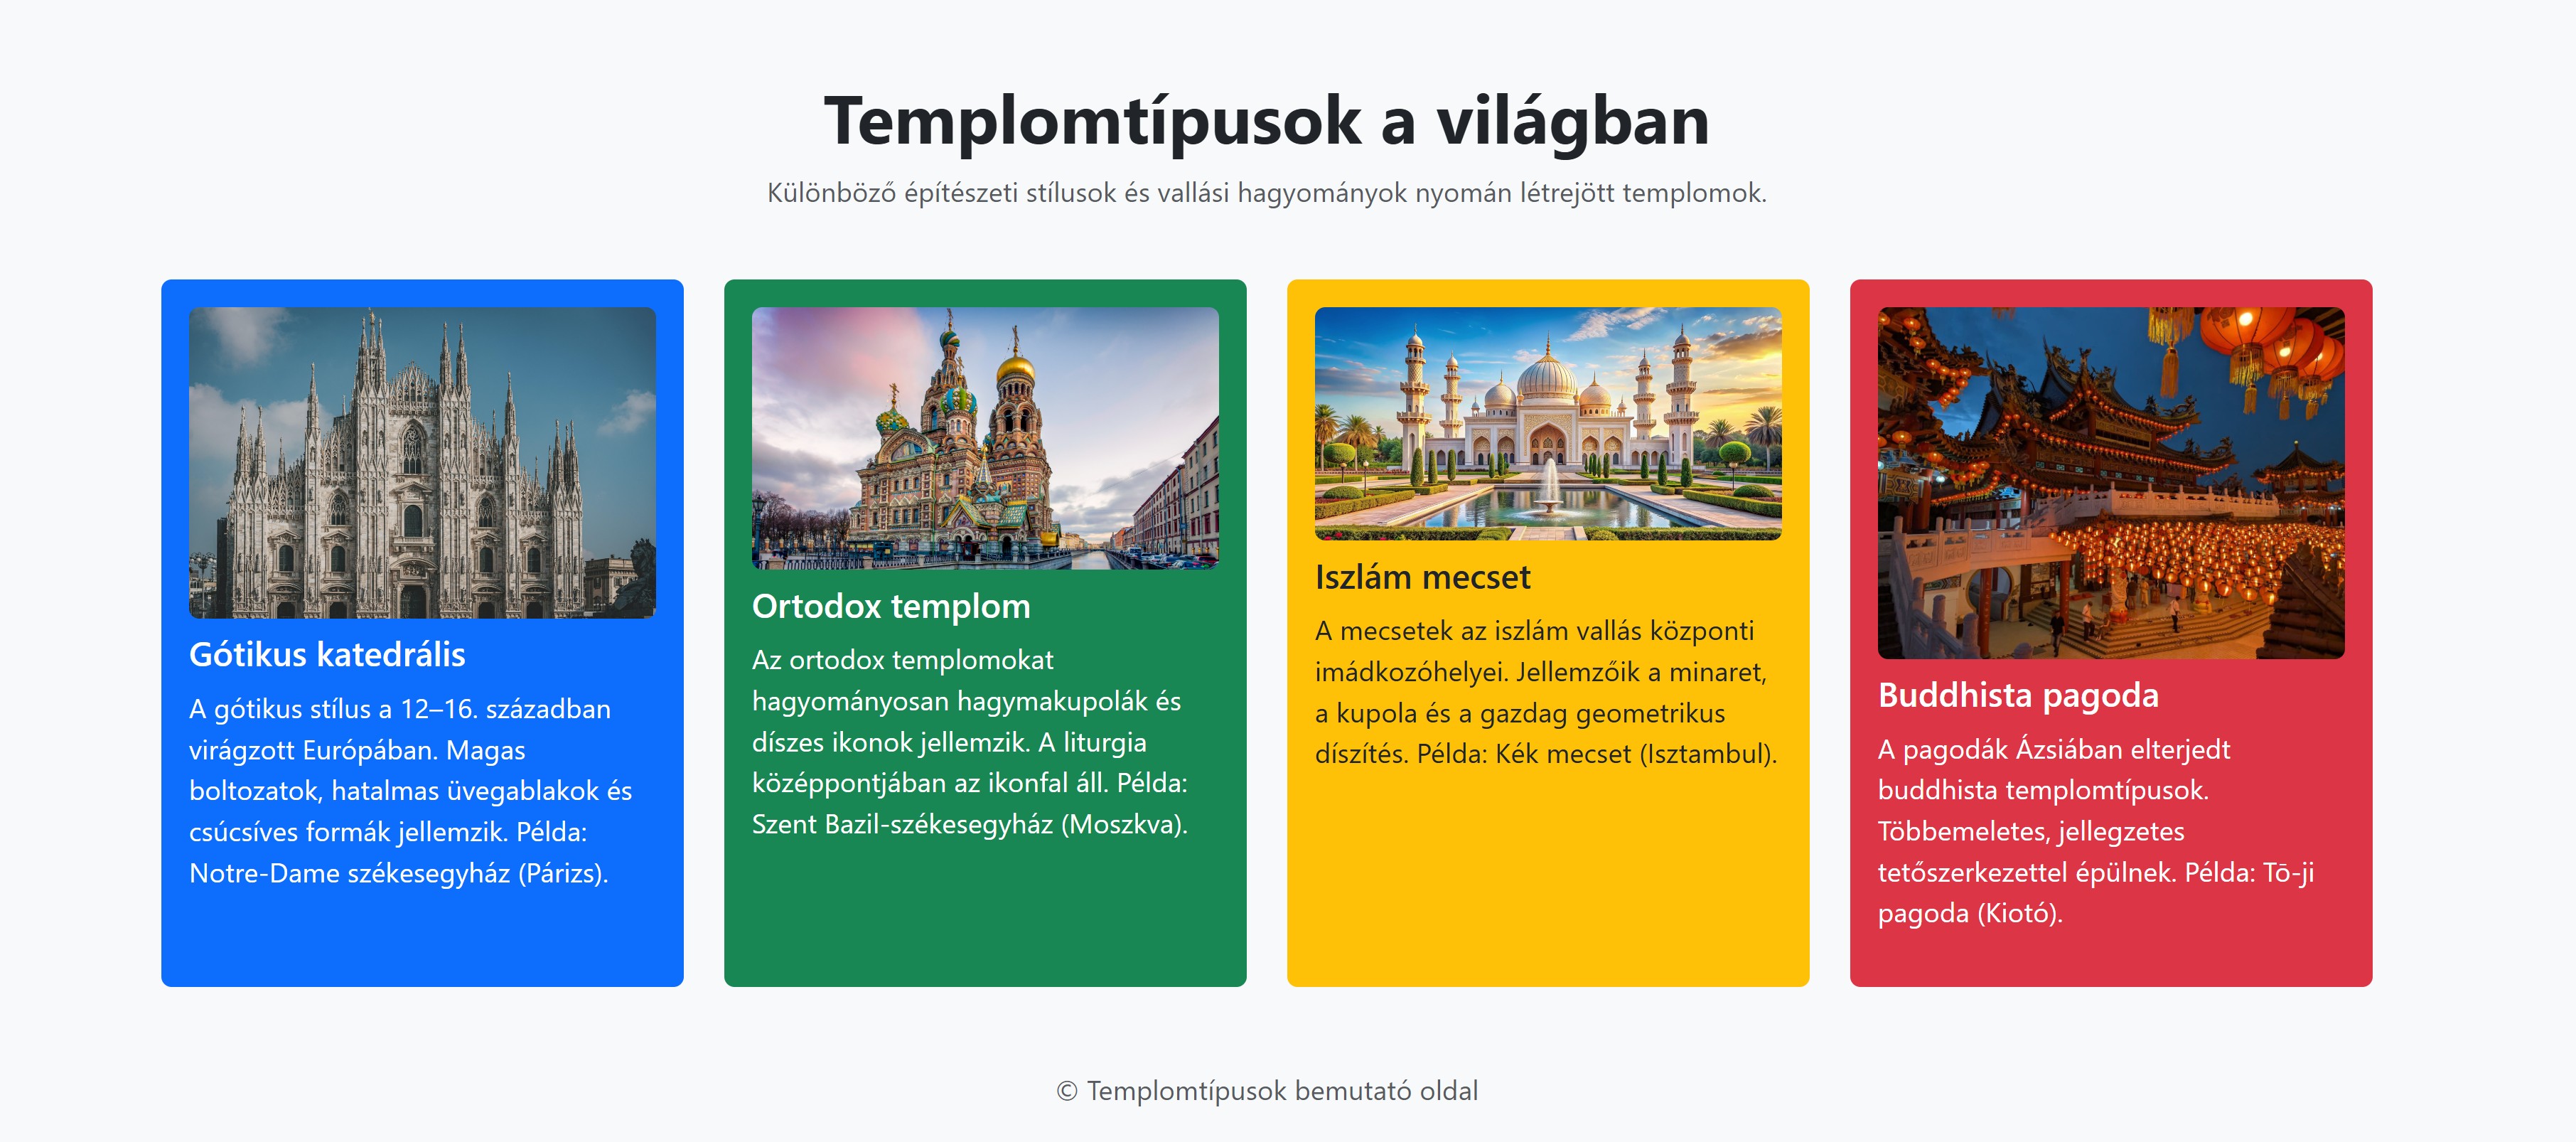 Templomtípusok a világban
Különböző építészeti stílusok és vallási hagyományok nyomán létrejött templomok.
Gótikus katedrális
A gótikus stílus a 12–16. században
virágzott Európában. Magas
boltozatok, hatalmas üvegablakok és
csúcsíves formák jellemzik. Példa:
Notre-Dame székesegyház (Párizs).
Ortodox templom
Az ortodox templomokat
hagyományosan hagymakupolák és
díszes ikonok jellemzik. A liturgia
középpontjában az ikonfal áll. Példa:
Szent Bazil-székesegyház (Moszkva).
Iszlám mecset
A mecsetek az iszlám vallás központi
imádkozóhelyei. Jellemzőik a minaret,
a kupola és a gazdag geometrikus
díszítés. Példa: Kék mecset (Isztambul).
Buddhista pagoda
A pagodák Ázsiában elterjedt
buddhista templomtípusok.
Többemeletes, jellegzetes
tetőszerkezettel épülnek. Példa: Tō-ji
pagoda (Kiotó).
© Templomtípusok bemutató oldal